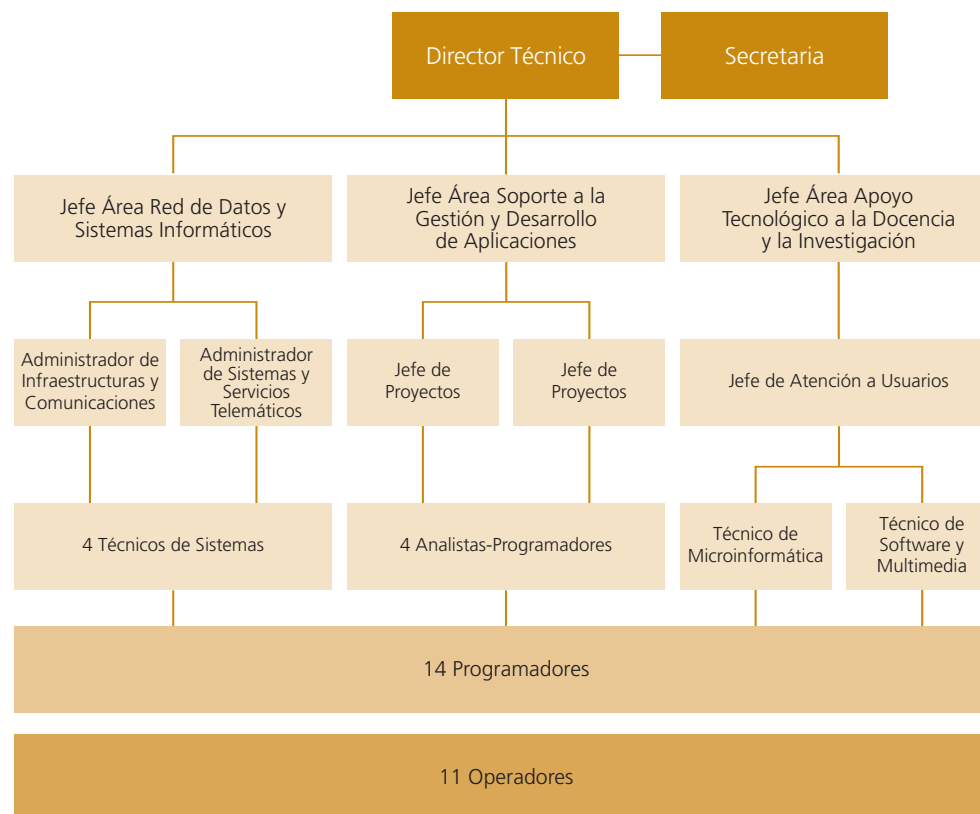 Director Técnico
Secretaria
Jefe Área Red de Datos y
Sistemas Informáticos
Jefe Área Soporte a la
Gestión y Desarrollo
de Aplicaciones
Jefe Área Apoyo
Tecnológico a la Docencia
y la Investigación
Administrador de
Infraestructuras y
Comunicaciones
Administrador
de Sistemas y
Servicios
Telemáticos
Jefe de
Proyectos
Jefe de
Proyectos
Jefe de Atención a Usuarios
4 Técnicos de Sistemas
4 Analistas-Programadores
Técnico de
Microinformática
Técnico de
Software y
Multimedia
14 Programadores
11 Operadores